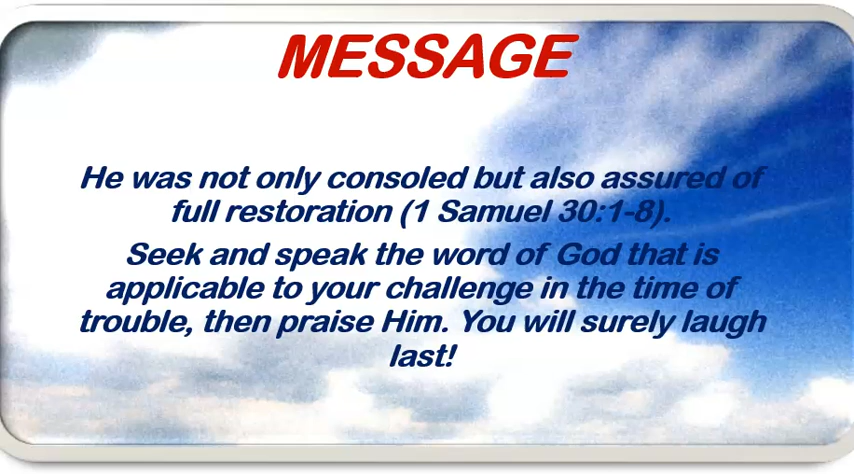 MESSAGE
He was not only consoled but also assured of
full restoration (1 Samuel 30:1-8).
Seek and speak the word of God that is
applicable to your challenge in the time of
trouble, then praise Him. You will surely laugh
last!